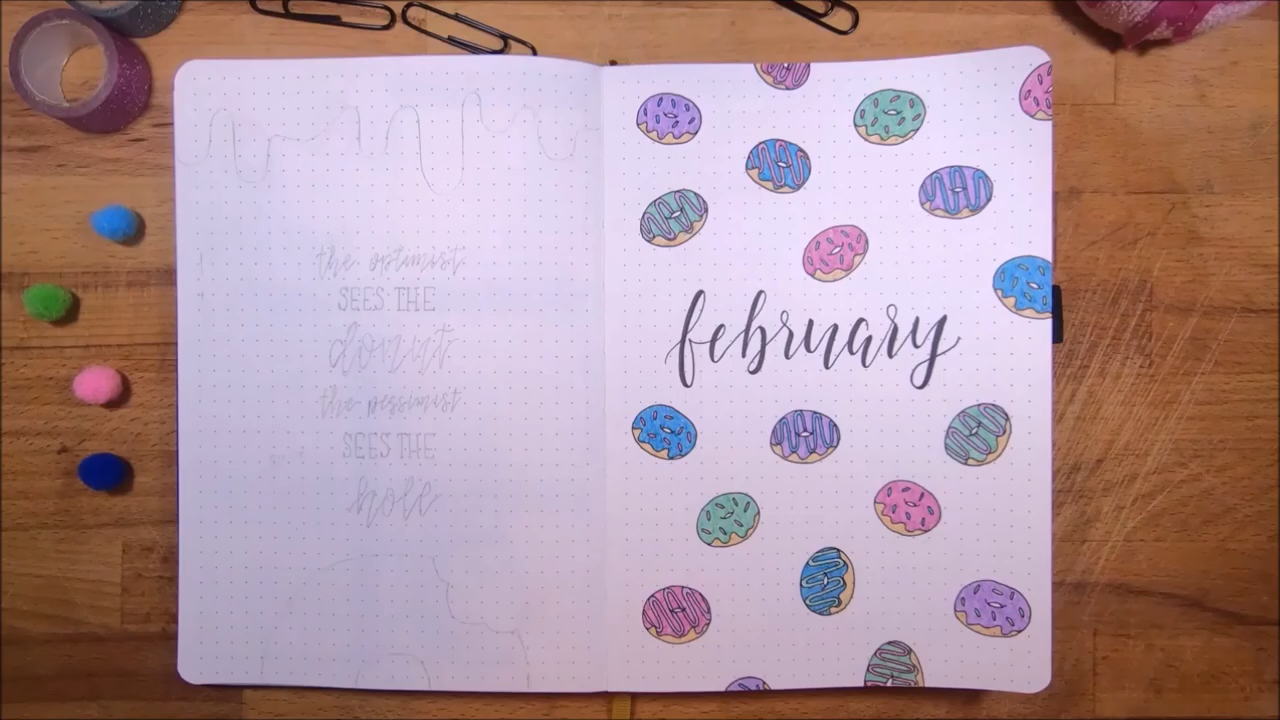 the optimist
SEES THE
donut
the pessimist
SEES THE
hole
february